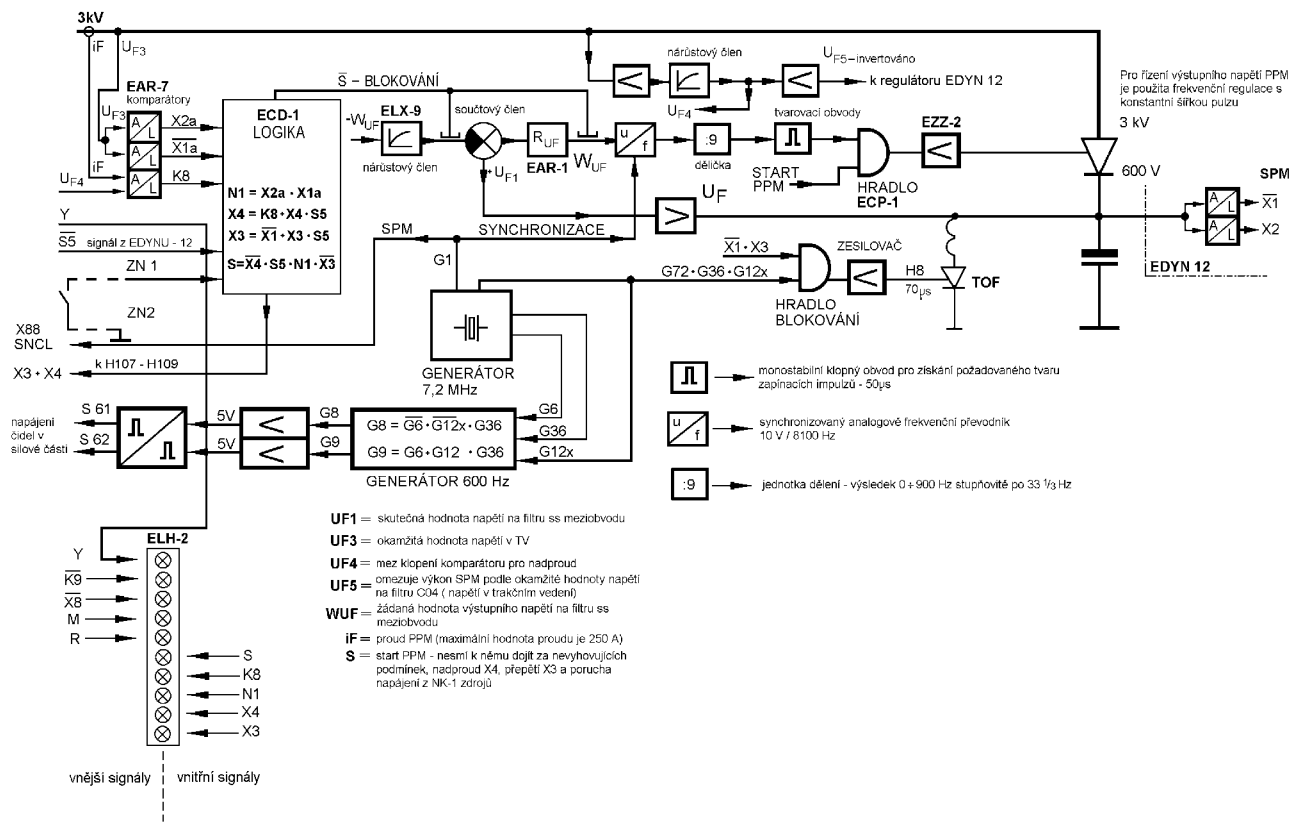 3kV
iF
UF3
EAR-7
komparátory
UF3
iF
UF4
A L
A L
A L
X2a
X1a
K8
ECD-1
LOGIKA
N1 = X2a · X1a
X4 = K8 + X4 · S5
X3 = X1 + X3 · S5
S=X4 · S5 · N1 · X3
S – BLOKOVÁNÍ
-WUF
ELX-9
nárůstový člen
součtový člen
+UF1
RUF
EAR-1
WUF
u
f
:9
dělička
tvarovací obvody
START
PPM
HRADLO
ECP-1
EZZ-2
nárůstový člen
UF4
UF5–invertováno
k regulátoru EDYN 12
Pro řízení výstupního napětí PPM
je použita frekvenční regulace s
konstantní šířkou pulzu
3 kV
600 V
SPM
A L
A L
X1
X2
EDYN 12
UF
Y
S5 signál z EDYNU - 12
ZN 1
ZN2
X88
SNCL
X3 + X4
k H107 - H109
SPM
SYNCHRONIZACE
G1
X1 · X3
G72 · G36 · G12x
ZESILOVAČ
H8
70µs
TOF
HRADLO
BLOKOVÁNÍ
GENERÁTOR
7,2 MHz
G6
G36
G12x
G8 = G6 · G12x · G36
G9 = G6 + G12 · G36
GENERÁTOR 600 Hz
G8
G9
5V
5V
S 61
S 62
napájení
čidel v
silové části
monostabilní klopný obvod pro získání požadovaného tvaru
zapínacích impulzů - 50µs
u
f
synchronizovaný analogově frekvenční převodník
10 V / 8100 Hz
:9
jednotka dělení - výsledek 0 ÷ 900 Hz stupňovitě po 33 1/3 Hz
UF1 = skutečná hodnota napětí na filtru ss meziobvodu
UF3 = okamžitá hodnota napětí v TV
UF4 = mez klopení komparátoru pro nadproud
UF5 = omezuje výkon SPM podle okamžité hodnoty napětí
na filtru C04 ( napětí v trakčním vedení)
WUF = žádaná hodnota výstupního napětí na filtru ss
meziobvodu
iF = proud PPM (maximální hodnota proudu je 250 A)
S = start PPM - nesmí k němu dojít za nevyhovujících
podmínek, nadproud X4, přepětí X3 a porucha
napájení z NK-1 zdrojů
ELH-2
Y
K9
X8
M
R
S
K8
N1
X4
X3
vnější signály
vnitřní signály